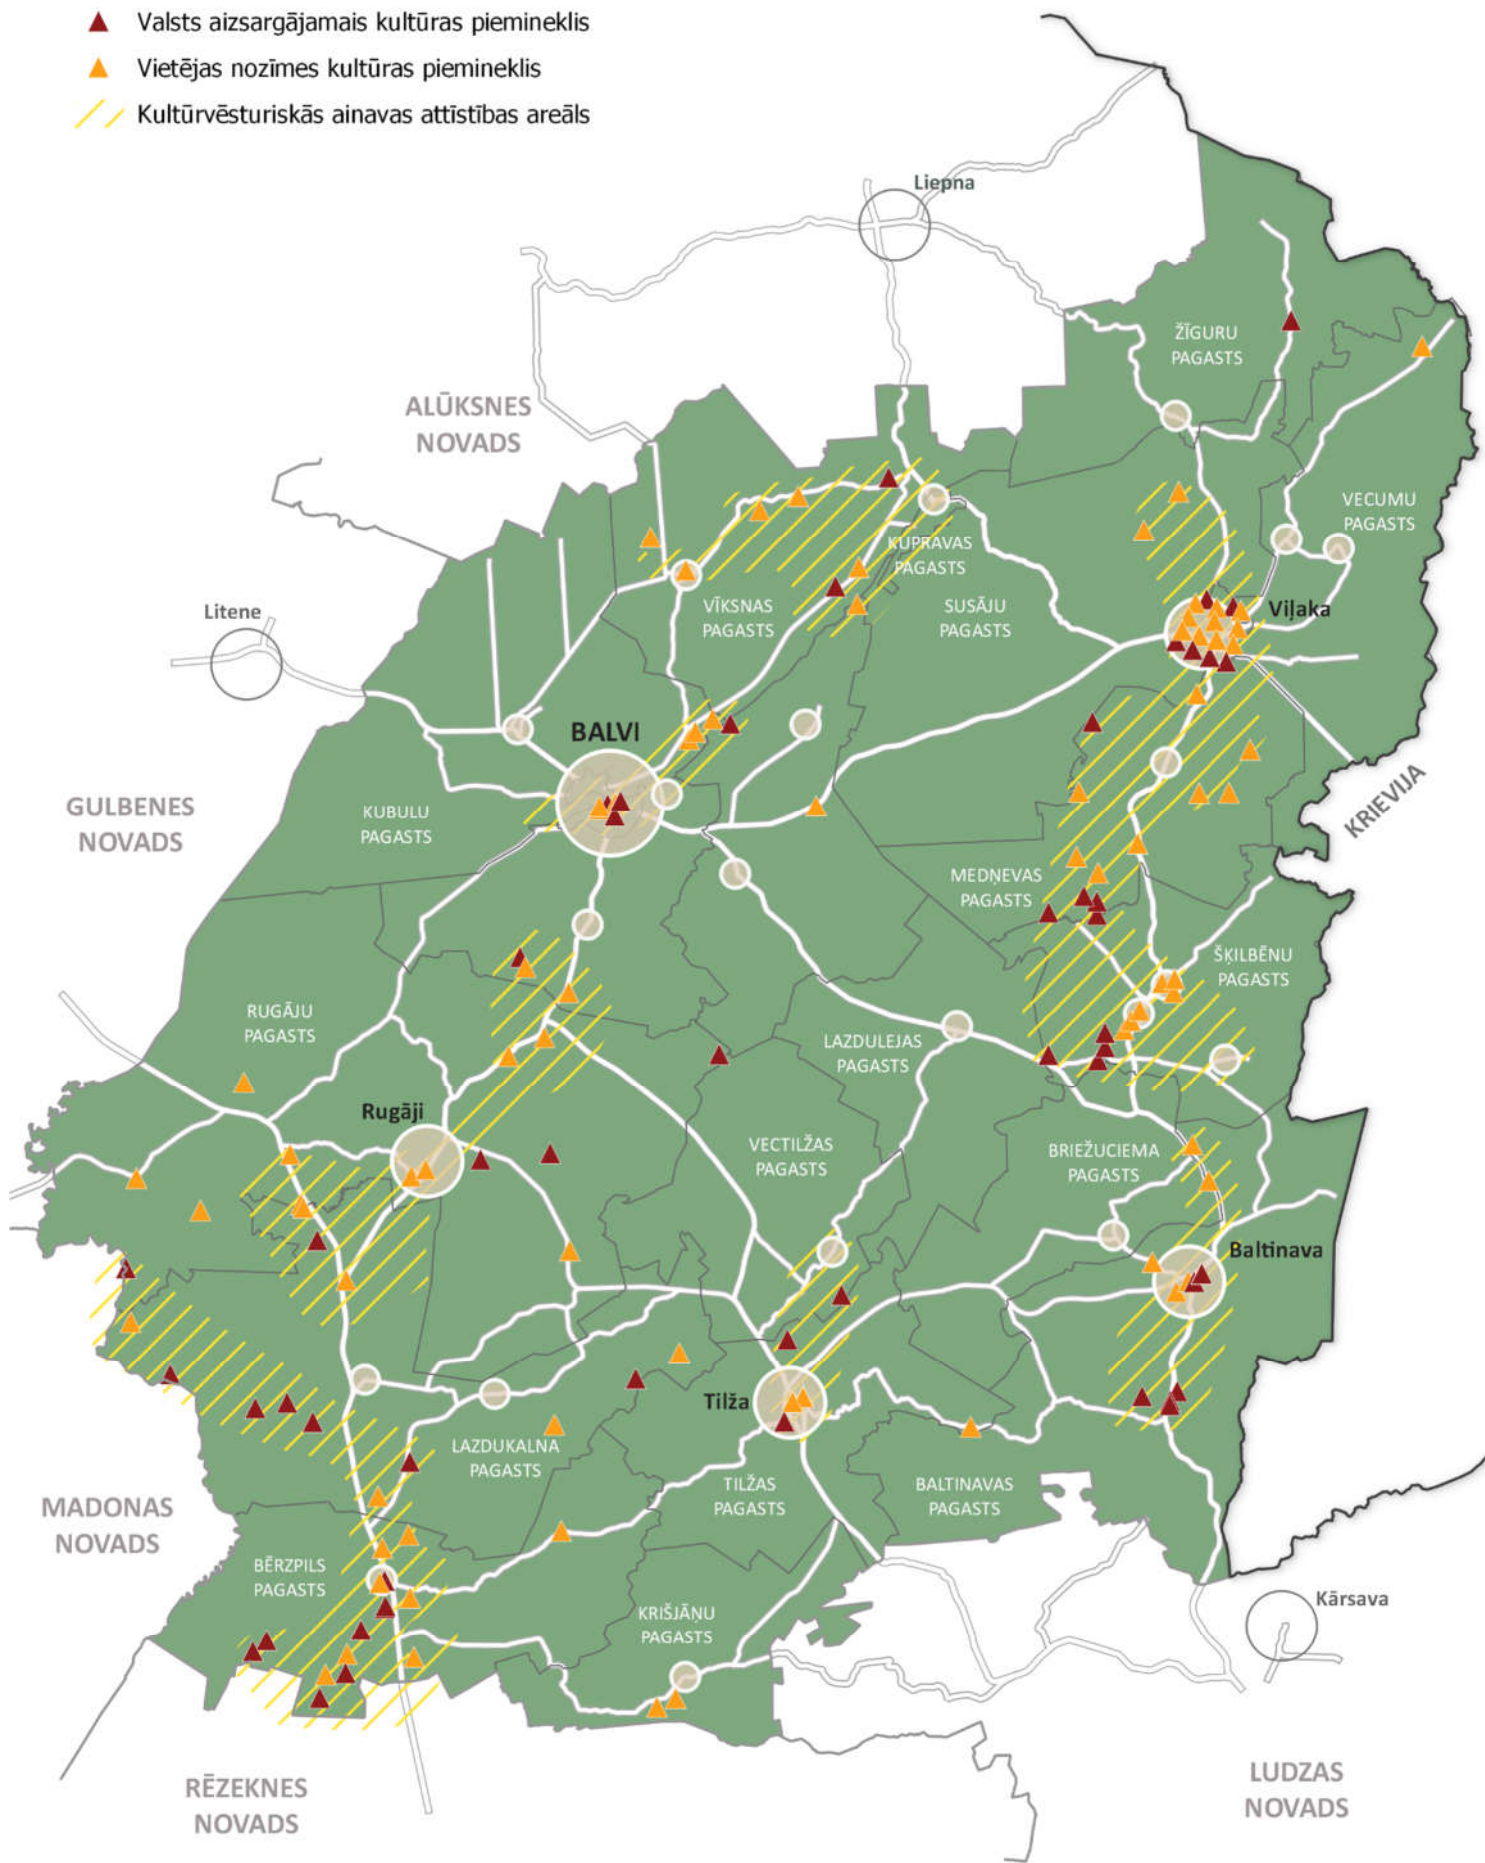 Valsts aizsargājamais kultūras piemineklis
Vietējas nozīmes kultūras piemineklis
Kultūrvēsturiskās ainavas attīstības areāls
Liepna
ŽĪGURU
PAGASTS
ALŪKSNES
NOVADS
VECUMU
PAGASTS
KUPRAVAS
PAGASTS
Litene
VĪKSNAS
PAGASTS
SUSĀJU
PAGASTS
Viļaka
BALVI
GULBENES
NOVADS
KUBULU
PAGASTS
KRIEVIJA
MEDŅEVAS
PAGASTS
ŠĶILBĒNU
PAGASTS
RUGĀJU
PAGASTS
LAZDULEJAS
PAGASTS
Rugāji
VECTILŽAS
PAGASTS
BRIEŽUCIEMA
PAGASTS
Baltinava
Tilža
LAZDUKALNA
PAGASTS
TILŽAS
PAGASTS
BALTINAVAS
PAGASTS
MADONAS
NOVADS
BĒRZPILS
PAGASTS
KRIŠJĀŅU
PAGASTS
Kārsava
RĒZEKNES
NOVADS
LUDZAS
NOVADS